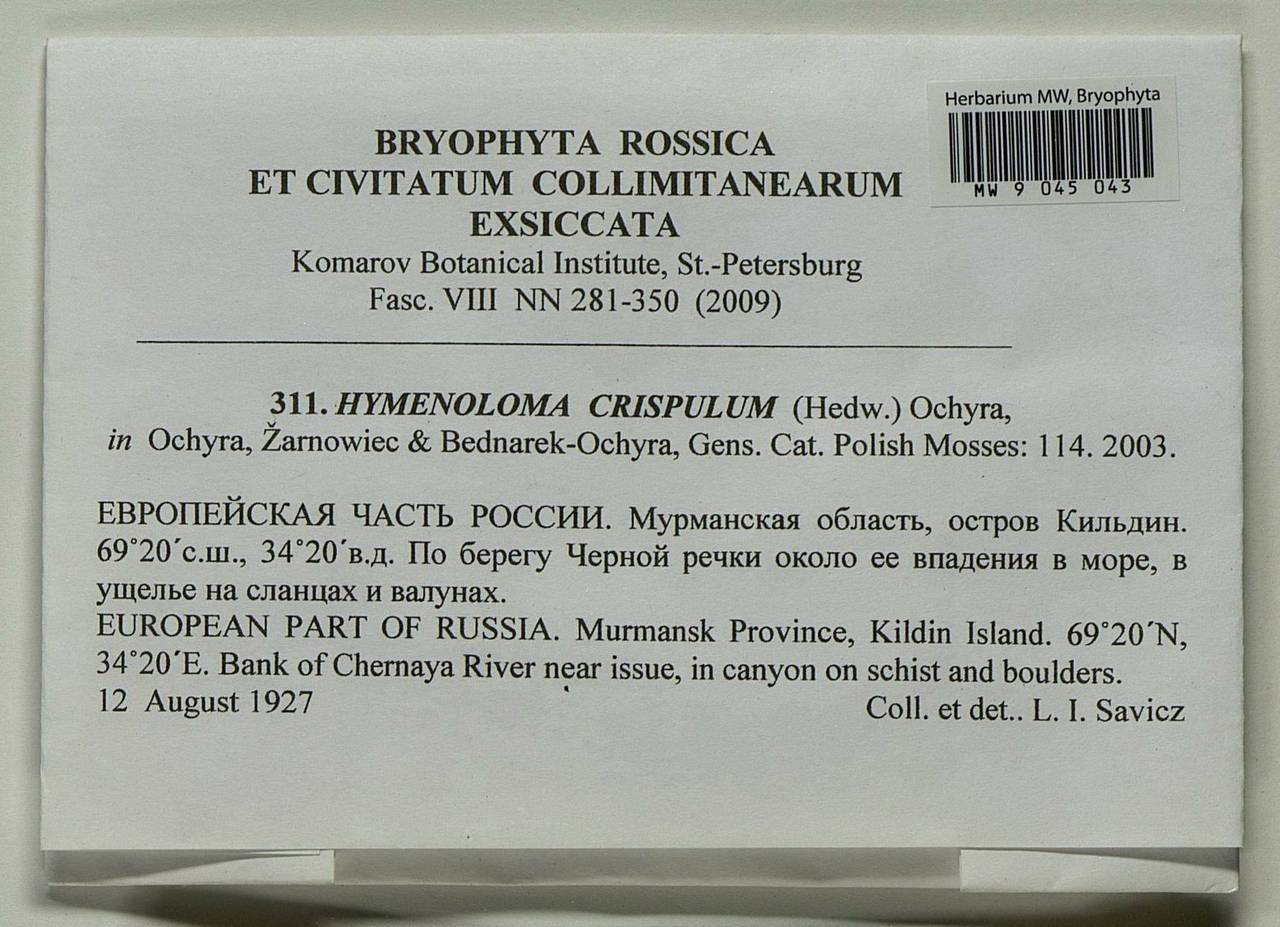 Herbarium MW, Bryophyta
MW 9 045 043
BRYOPHYTA ROSSICA
ET CIVITATUM COLLIMITANEARUM
EXSICCATA
Komarov Botanical Institute, St.-Petersburg
Fasc. VIII NN 281-350 (2009)
311. HYMENOLOMA CRISPULUM (Hedw.) Ochyra,
in Ochyra, Žarnowiec & Bednarek-Ochyra, Gens. Cat. Polish Mosses: 114. 2003.
ЕВРОПЕЙСКАЯ ЧАСТЬ РОССИИ. Мурманская область, остров Кильдин.
69°20´с.ш., 34°20´в.д. По берегу Черной речки около ее впадения в море, в
ущелье на сланцах и валунах.
EUROPEAN PART OF RUSSIA. Murmansk Province, Kildin Island. 69°20´N,
34°20´E. Bank of Chernaya River near issue, in canyon on schist and boulders.
12 August 1927 Coll. et det.. L. I. Savicz